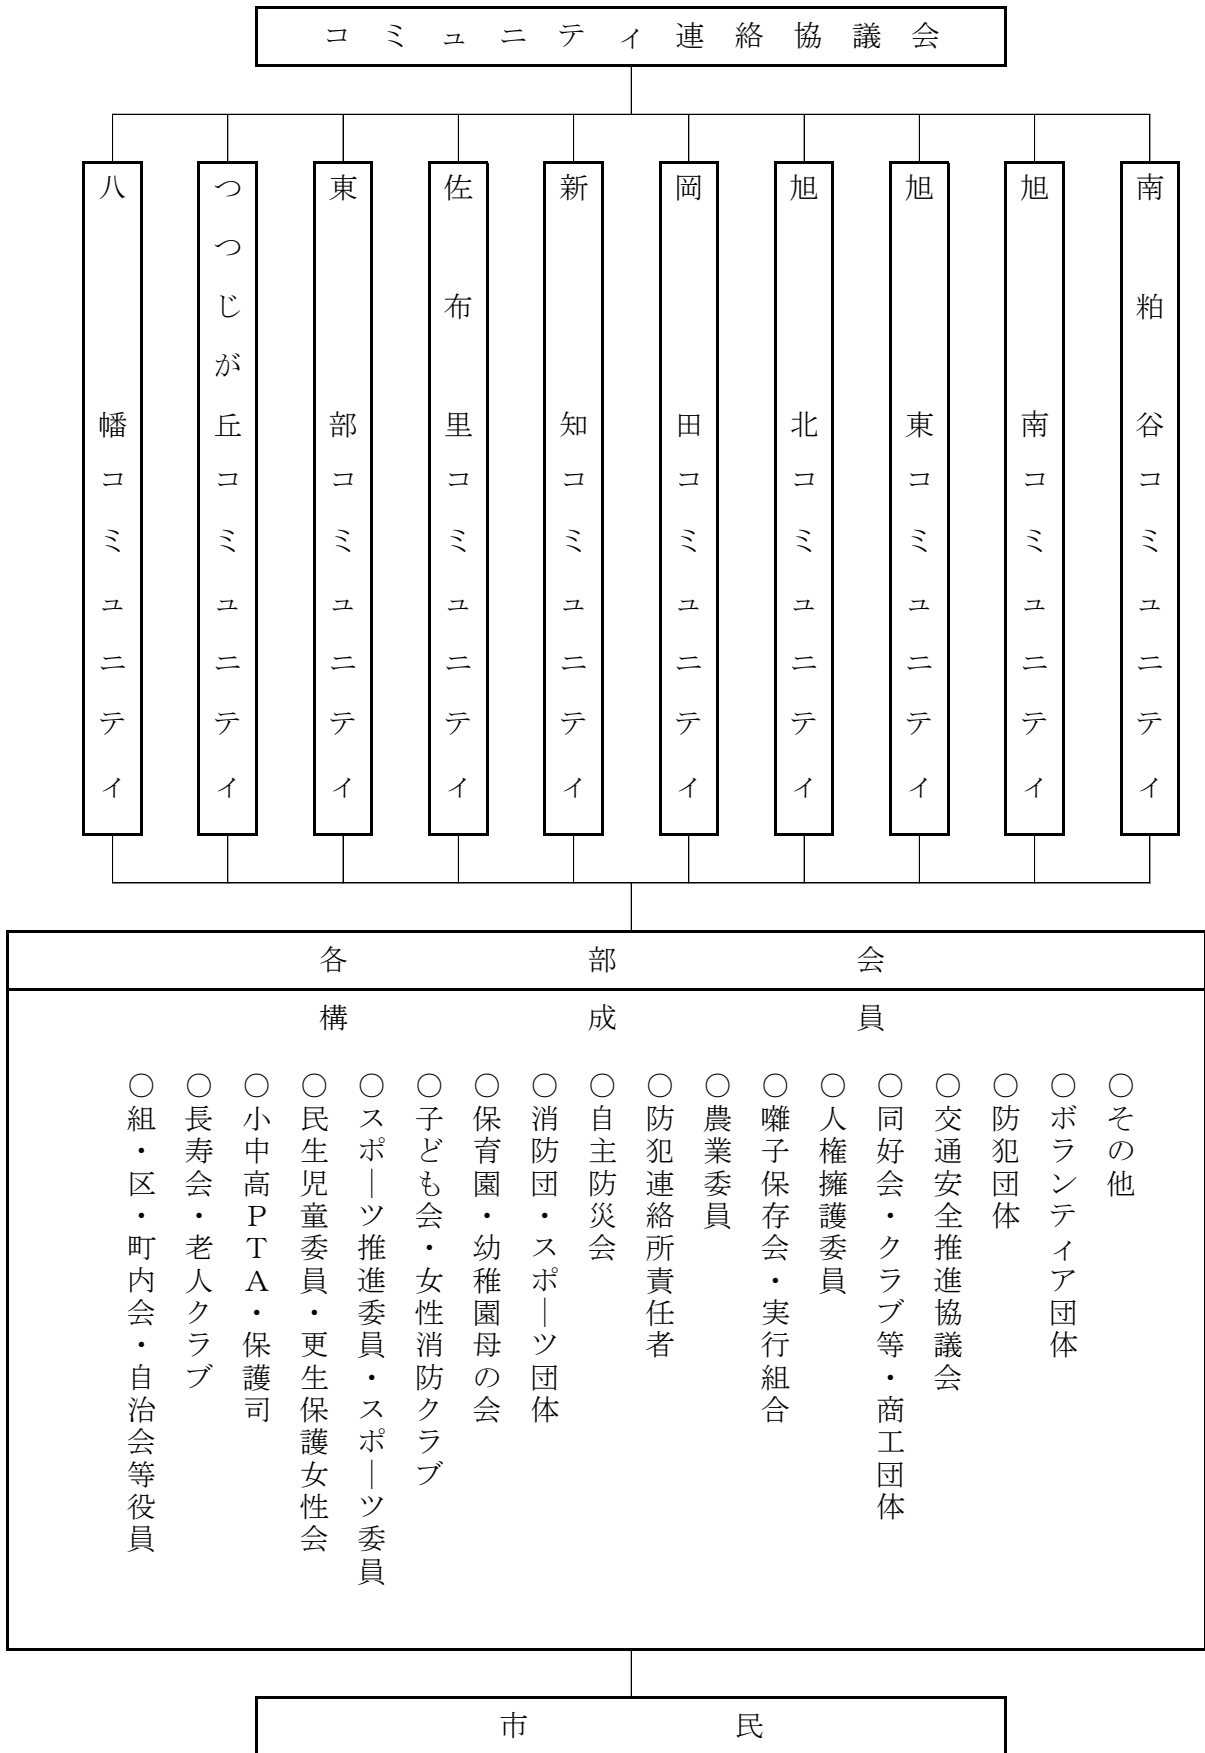 コミュニティ連絡協議会
八幡コミュニティ
つつじが丘コミュニティ
東部コミュニティ
佐布里コミュニティ
新知コミュニティ
岡田コミュニティ
旭北コミュニティ
旭東コミュニティ
旭南コミュニティ
南粕谷コミュニティ
各部会
構成員
○組・区・町内会・自治会等役員
○長寿会・老人クラブ
○小中高ＰＴＡ・保護司
○民生児童委員・更生保護女性会
○スポーツ推進委員・スポーツ委員
○子ども会・女性消防クラブ
○保育園・幼稚園母の会
○消防団・スポーツ団体
○自主防災会
○防犯連絡所責任者
○農業委員
○囃子保存会・実行組合
○人権擁護委員
○同好会・クラブ等・商工団体
○交通安全推進協議会
○防犯団体
○ボランティア団体
○その他
市民